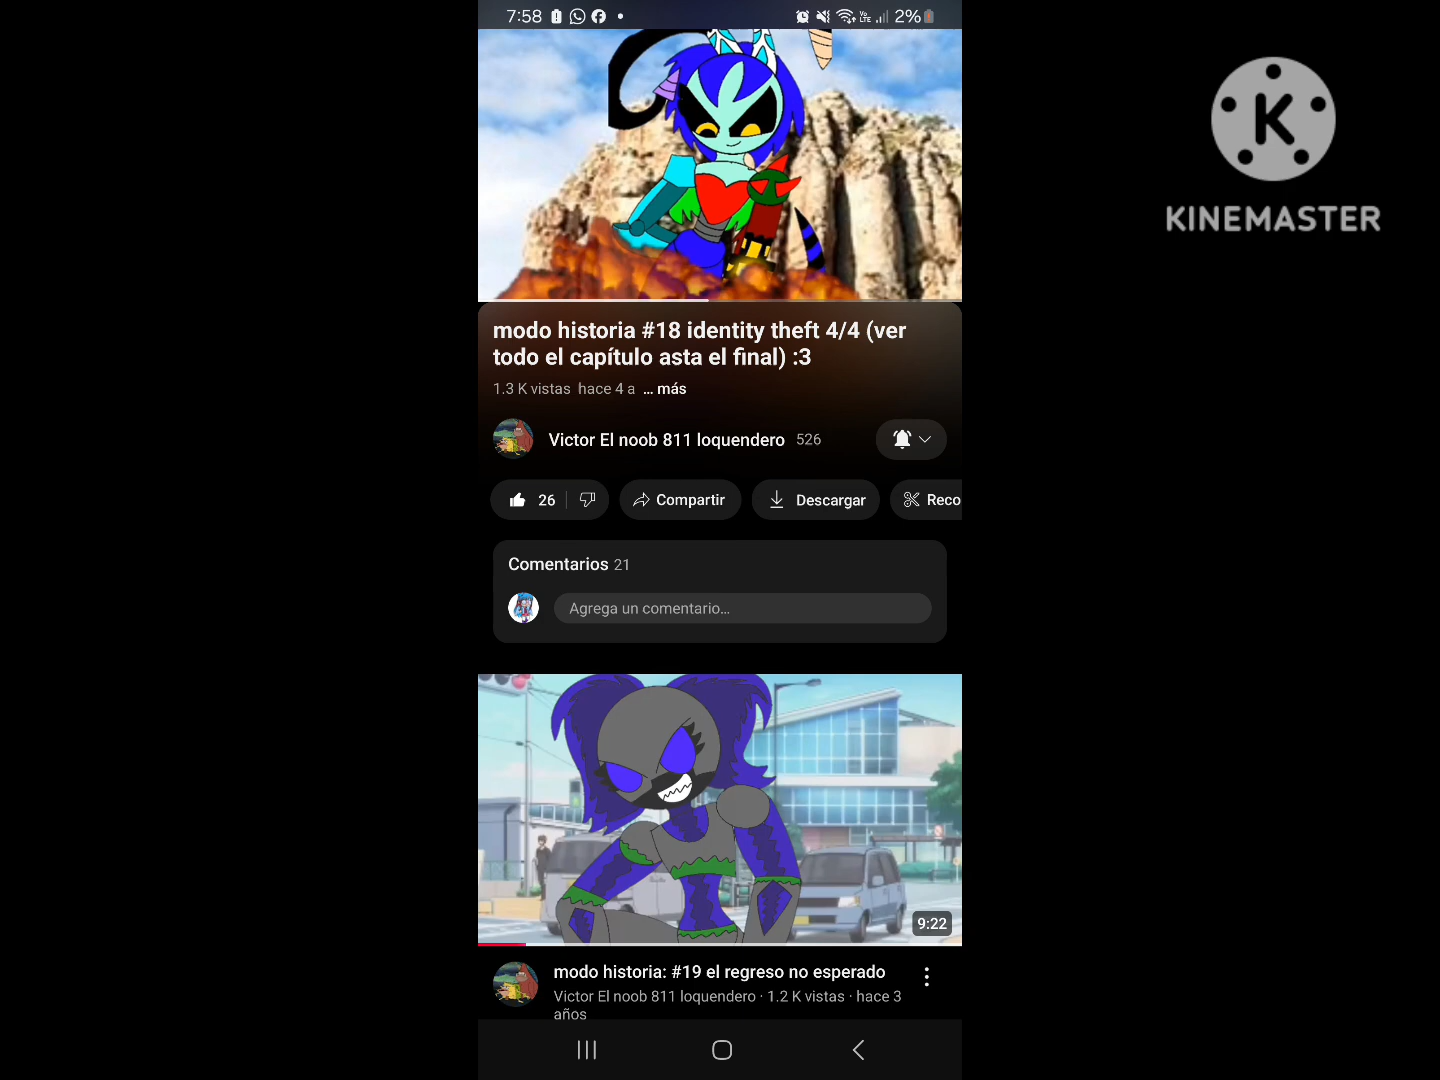 7:58
Vo
LTE
2%
K
KINEMASTER
modo historia #18 identity theft 4/4 (ver
todo el capítulo asta el final) :3
1.3 K vistas hace 4 a ... más
Victor El noob 811 loquendero 526
26
Compartir
Descargar
Reco
Comentarios 21
Agrega un comentario...
9:22
modo historia: #19 el regreso no esperado
Victor El noob 811 loquendero · 1.2 K vistas · hace 3
años